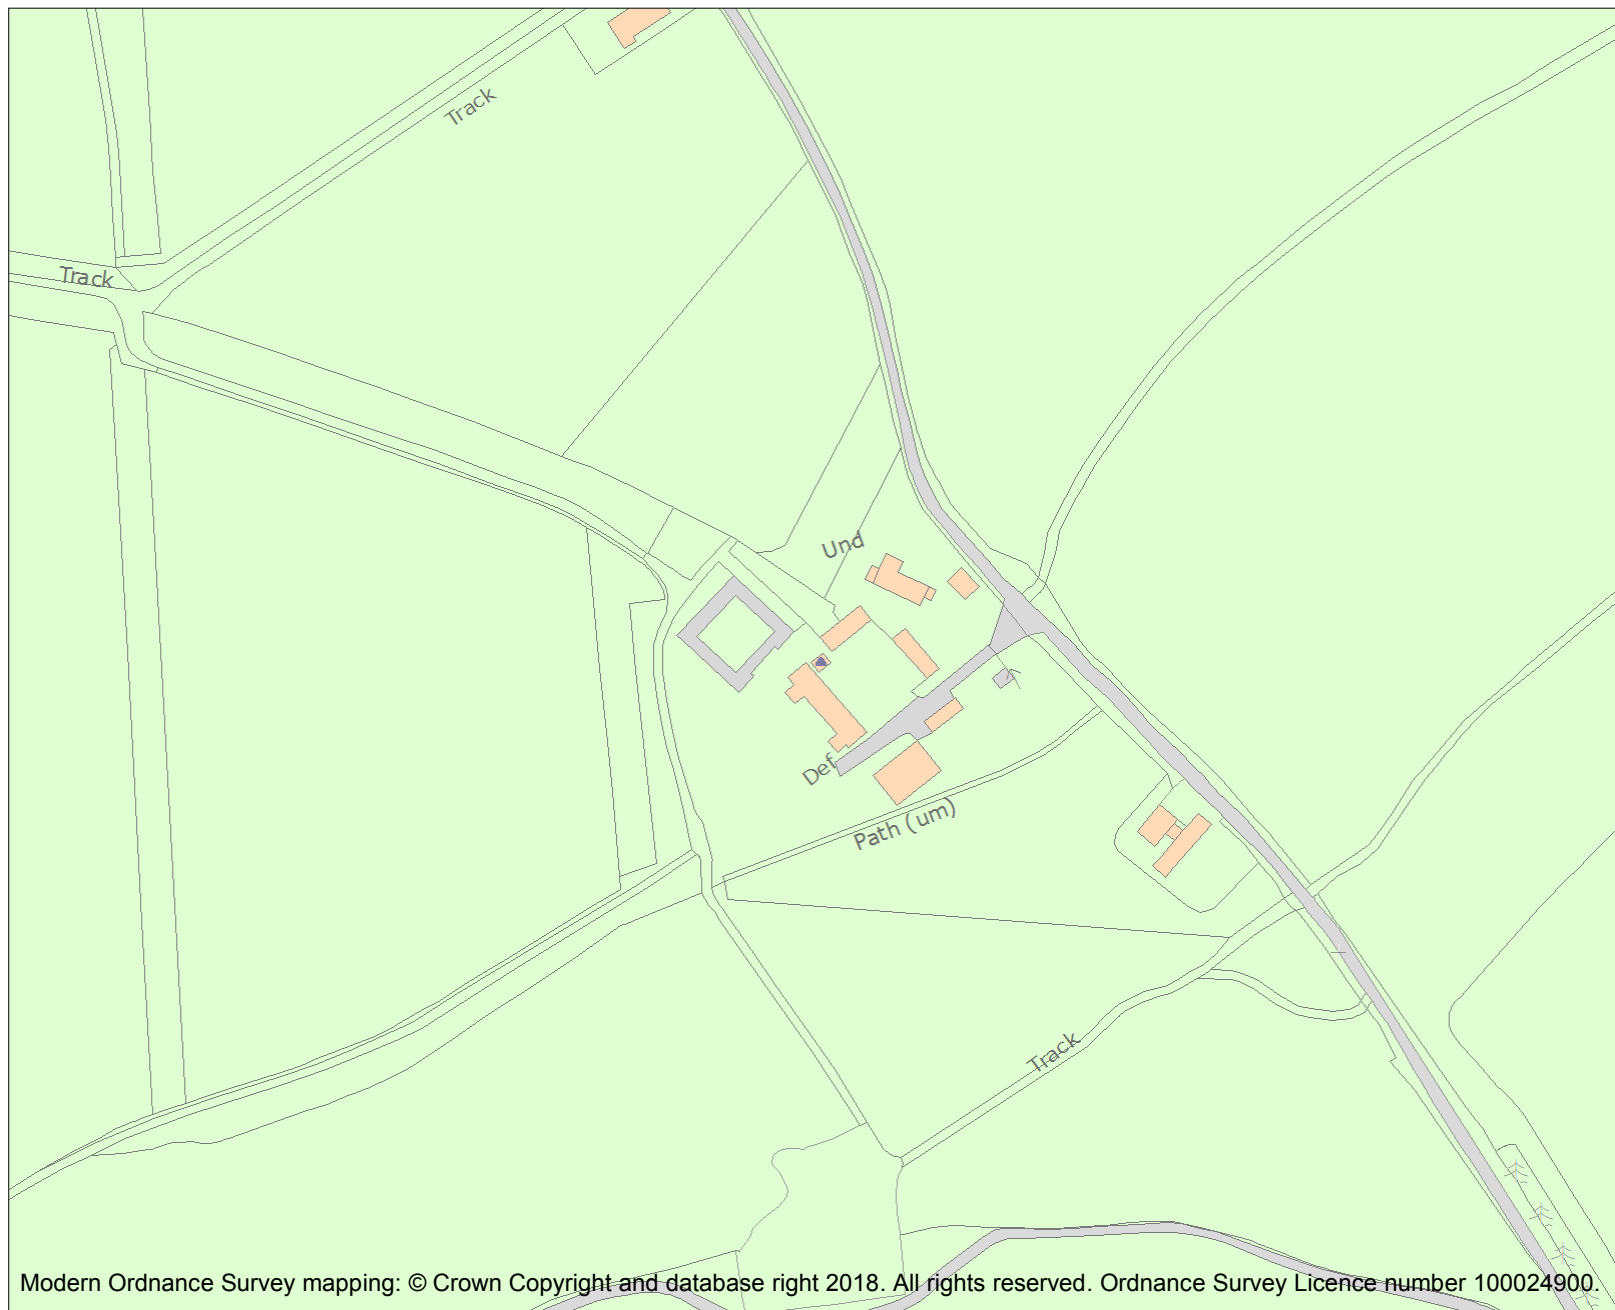 Track
Track
Und
Def
Path (um)
Track
Modern Ordnance Survey mapping: © Crown Copyright and database right 2018. All rights reserved. Ordnance Survey Licence number 100024900.